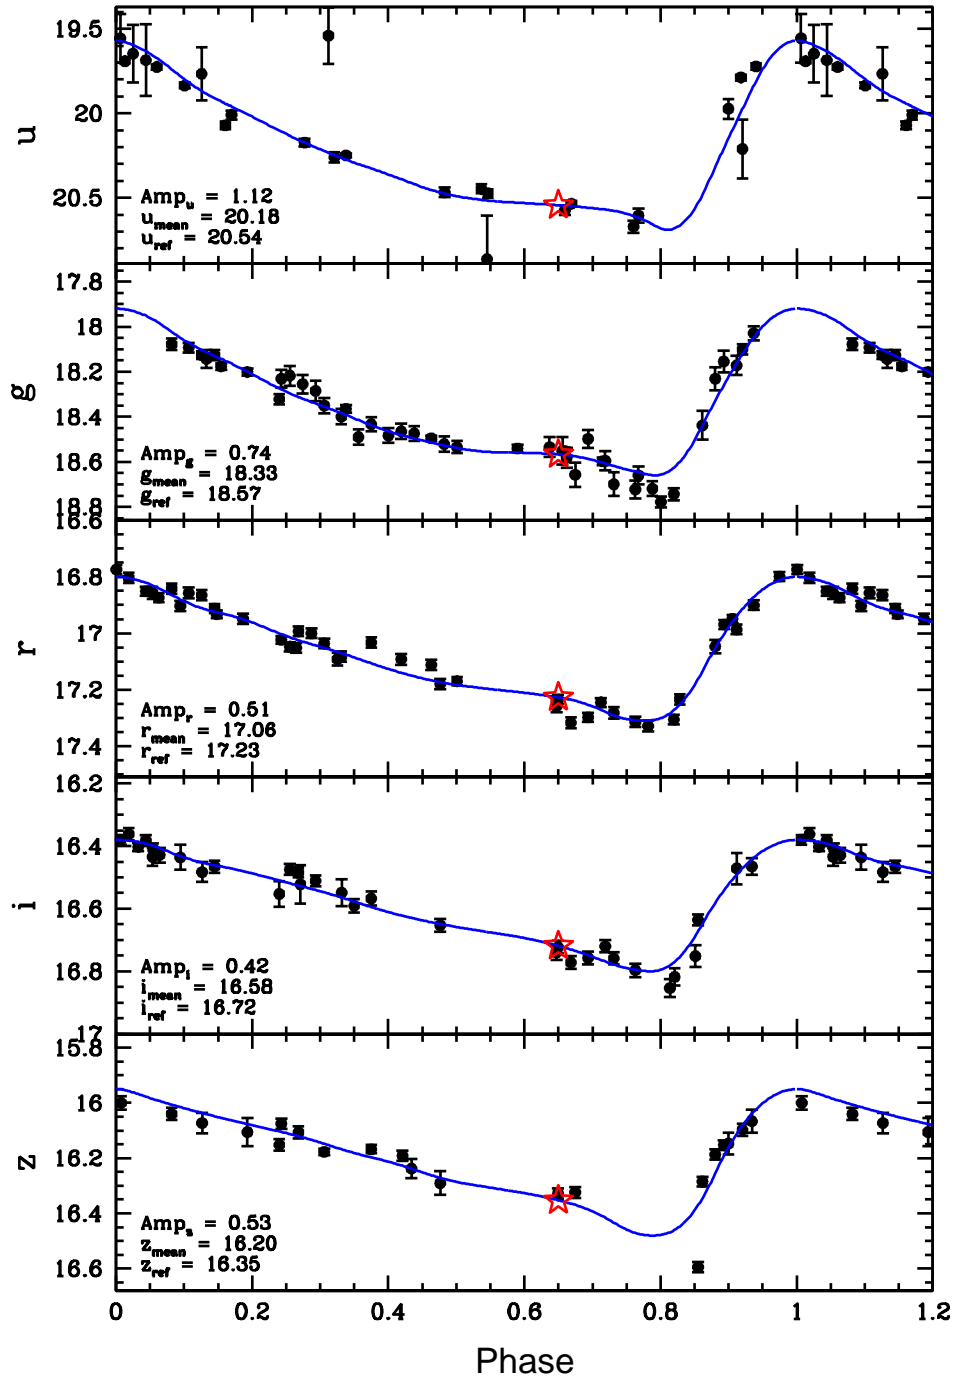 19.5
20
20.5
u
Amp_u = 1.12
u_mean = 20.18
u_ref = 20.54
17.8
18
18.2
18.4
18.6
18.8
g
Amp_g = 0.74
g_mean = 18.33
g_ref = 18.57
16.6
16.8
17
17.2
17.4
r
Amp_r = 0.51
r_mean = 17.06
r_ref = 17.23
16.2
16.4
16.6
16.8
17
i
Amp_i = 0.42
i_mean = 16.58
i_ref = 16.72
15.8
16
16.2
16.4
16.6
z
Amp_z = 0.53
z_mean = 16.20
z_ref = 16.35
0 0.2 0.4 0.6 0.8 1 1.2
Phase